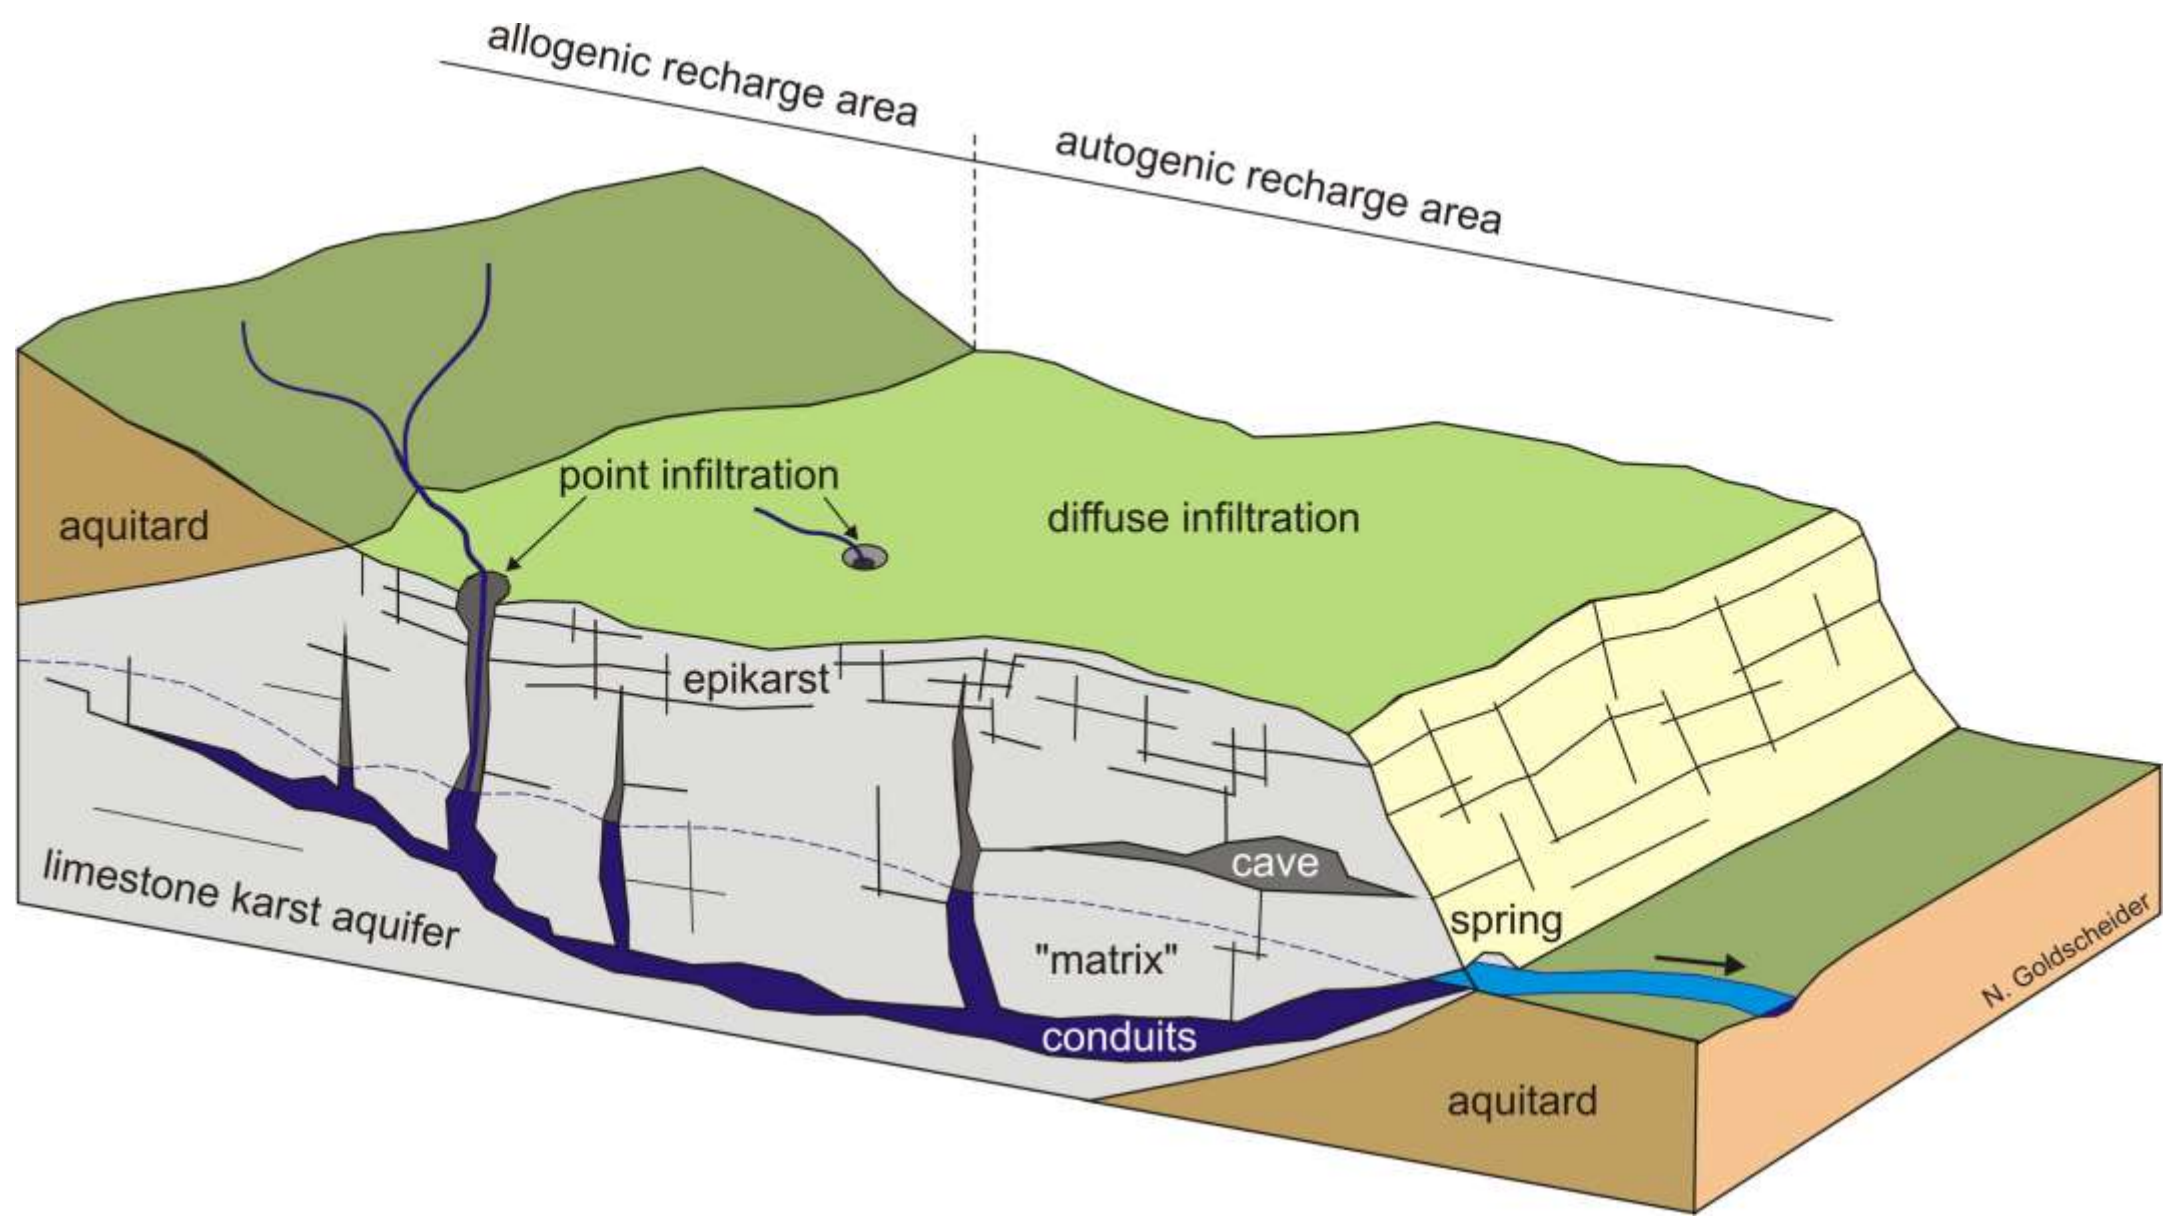 allogenic recharge area
autogenic recharge area
point infiltration
diffuse infiltration
aquitard
epikarst
cave
limestone karst aquifer
spring
"matrix"
N. Goldscheider
conduits
aquitard